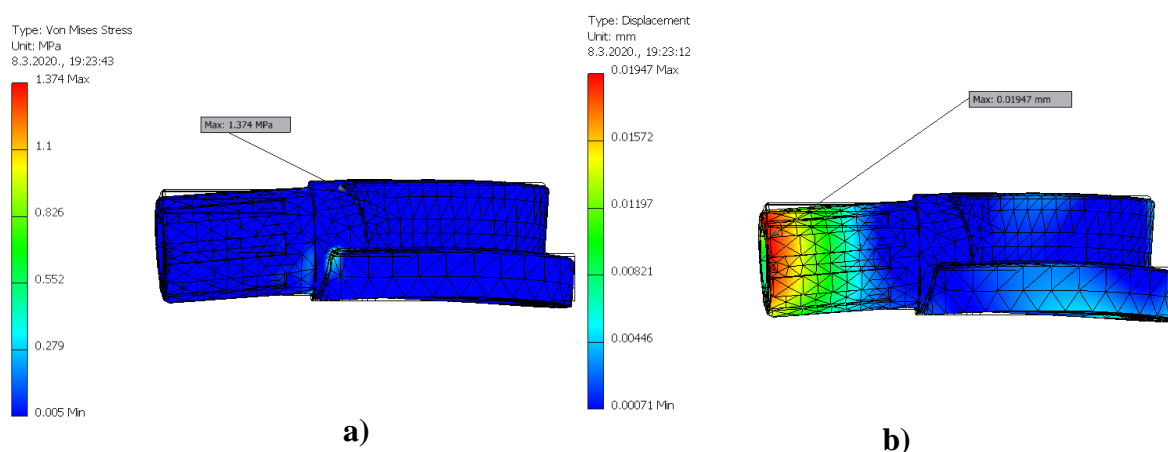 Type: Von Mises Stress
Unit: MPa
8.3.2020., 19:23:43
1.374 Max
Max: 1.374 MPa
1.1
0.826
0.552
0.279
0.005 Min
a)
Type: Displacement
Unit: mm
8.3.2020., 19:23:12
0.01947 Max
Max: 0.01947 mm
0.01572
0.01197
0.00821
0.00446
0.00071 Min
b)